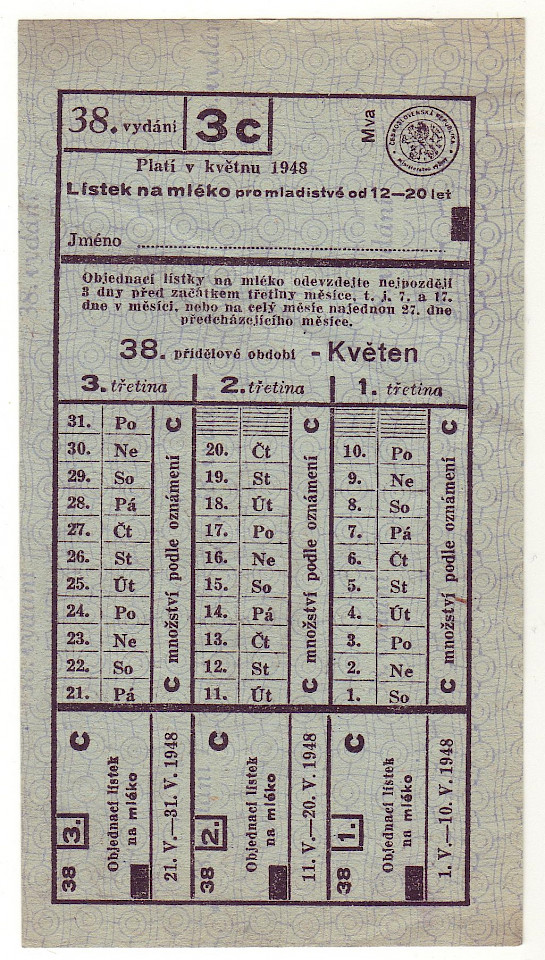 38. vydání 3c
Mva
ČESKOSLOVENSKÁ REPUBLIKA
Platí v květnu 1948
Lístek na mléko pro mladistvé od 12—20 let
Jméno
Objednací lístky na mléko odevzdejte nejpozději
3 dny před začátkem třetiny měsíce, t. j. 7. a 17.
dne v měsíci, nebo na celý měsíc najednou 27. dne
předcházejícího měsíce.
38. přídělové období - Květen
3. třetina 2. třetina 1. třetina
31. Po
30. Ne 20. Čt 10. Po
29. So 19. St 9. Ne
28. Pá 18. Út 8. So
27. Čt 17. Po 7. Pá
26. St 16. Ne 6. Čt
25. Út 15. So 5. St
24. Po 14. Pá 4. Út
23. Ne 13. Čt 3. Po
22. So 12. St 2. Ne
21. Pá 11. Út 1. So
C množství podle oznámení C
C množství podle oznámení C
C množství podle oznámení C
38 3. C
Objednací lístek
na mléko
21. V.—31. V. 1948
38 2. C
Objednací lístek
na mléko
11. V.—20. V. 1948
38 1. C
Objednací lístek
na mléko
1. V.—10. V. 1948